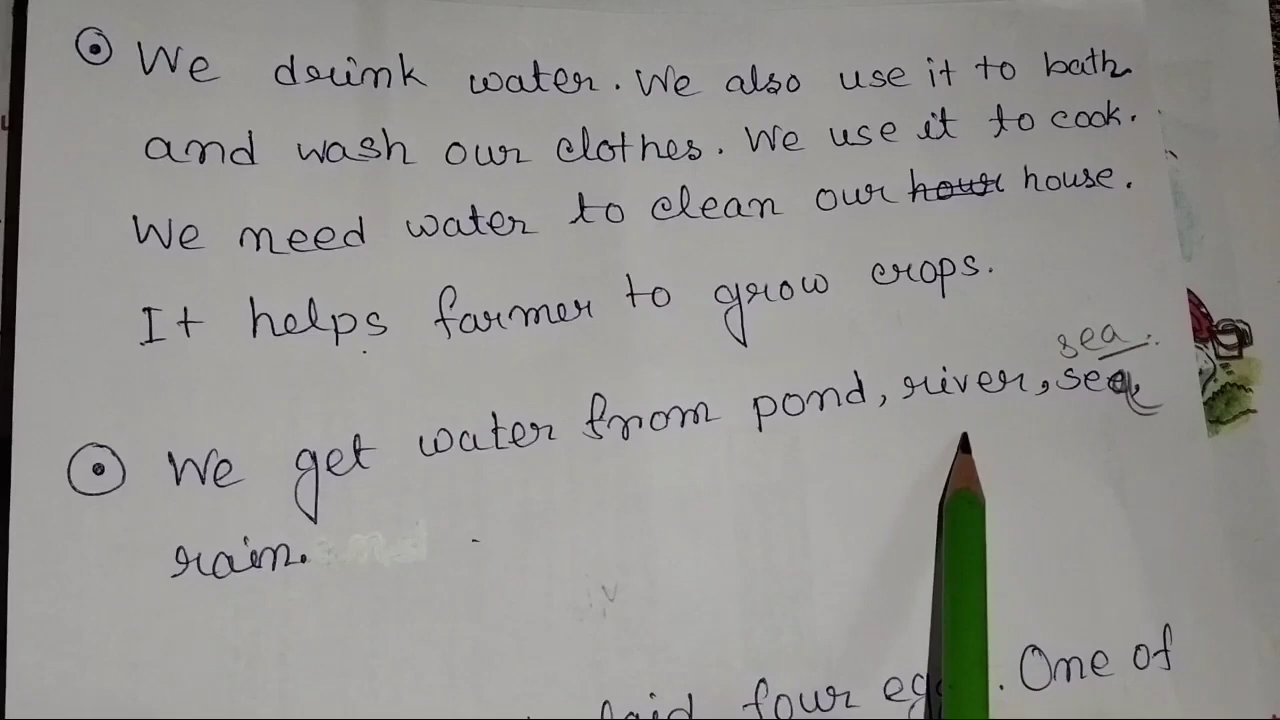 We drink water. We also use it to bath
and wash our clothes. We use it to cook.
We need water to clean our hour house.
It helps farmer to grow crops.
sea
We get water from pond, river, sea
rain.
laid four . One of